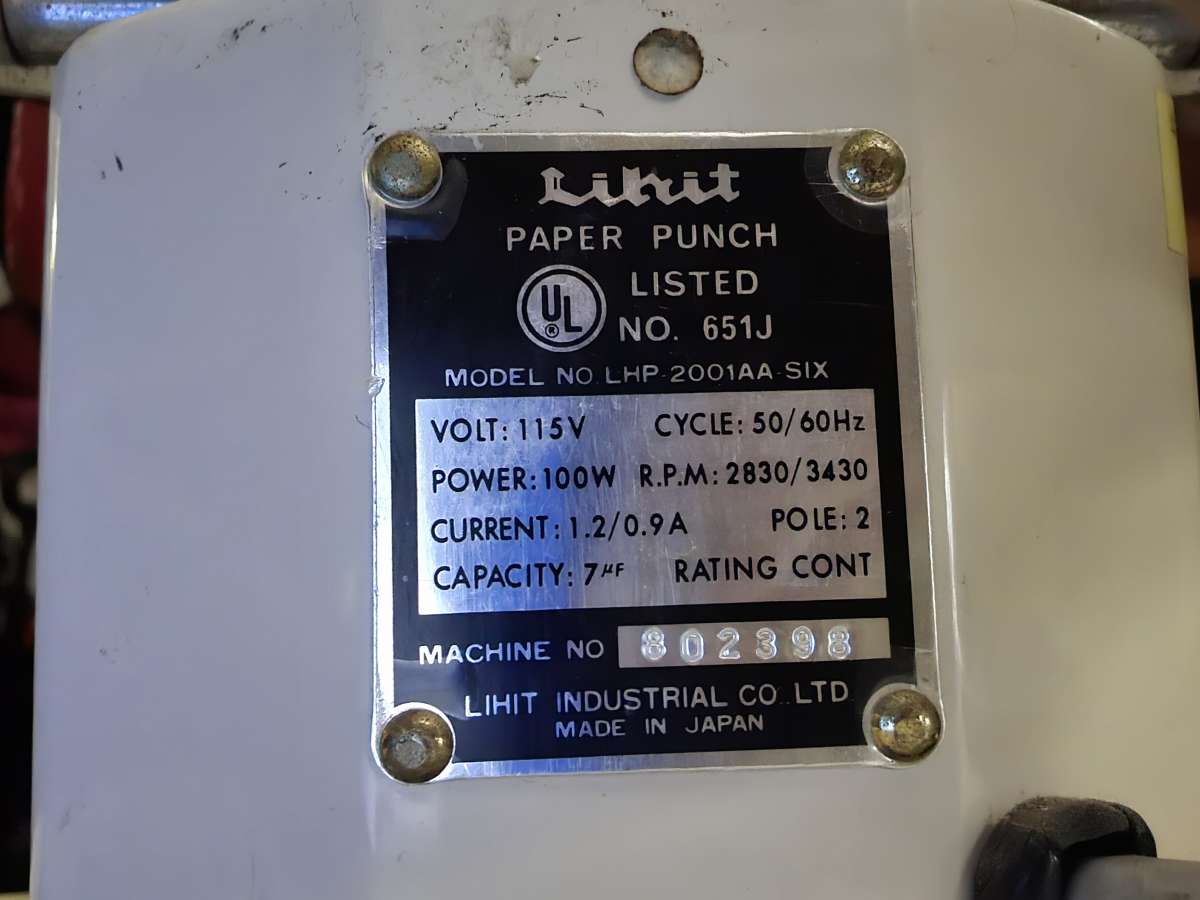 Lihit
PAPER PUNCH
UL ® LISTED
NO. 651J
MODEL NO. LHP-2001AA-SIX
VOLT: 115V CYCLE: 50/60Hz
POWER: 100W R.P.M: 2830/3430
CURRENT: 1.2/0.9A POLE: 2
CAPACITY: 7µF RATING CONT
MACHINE NO 802398
LIHIT INDUSTRIAL CO. LTD
MADE IN JAPAN